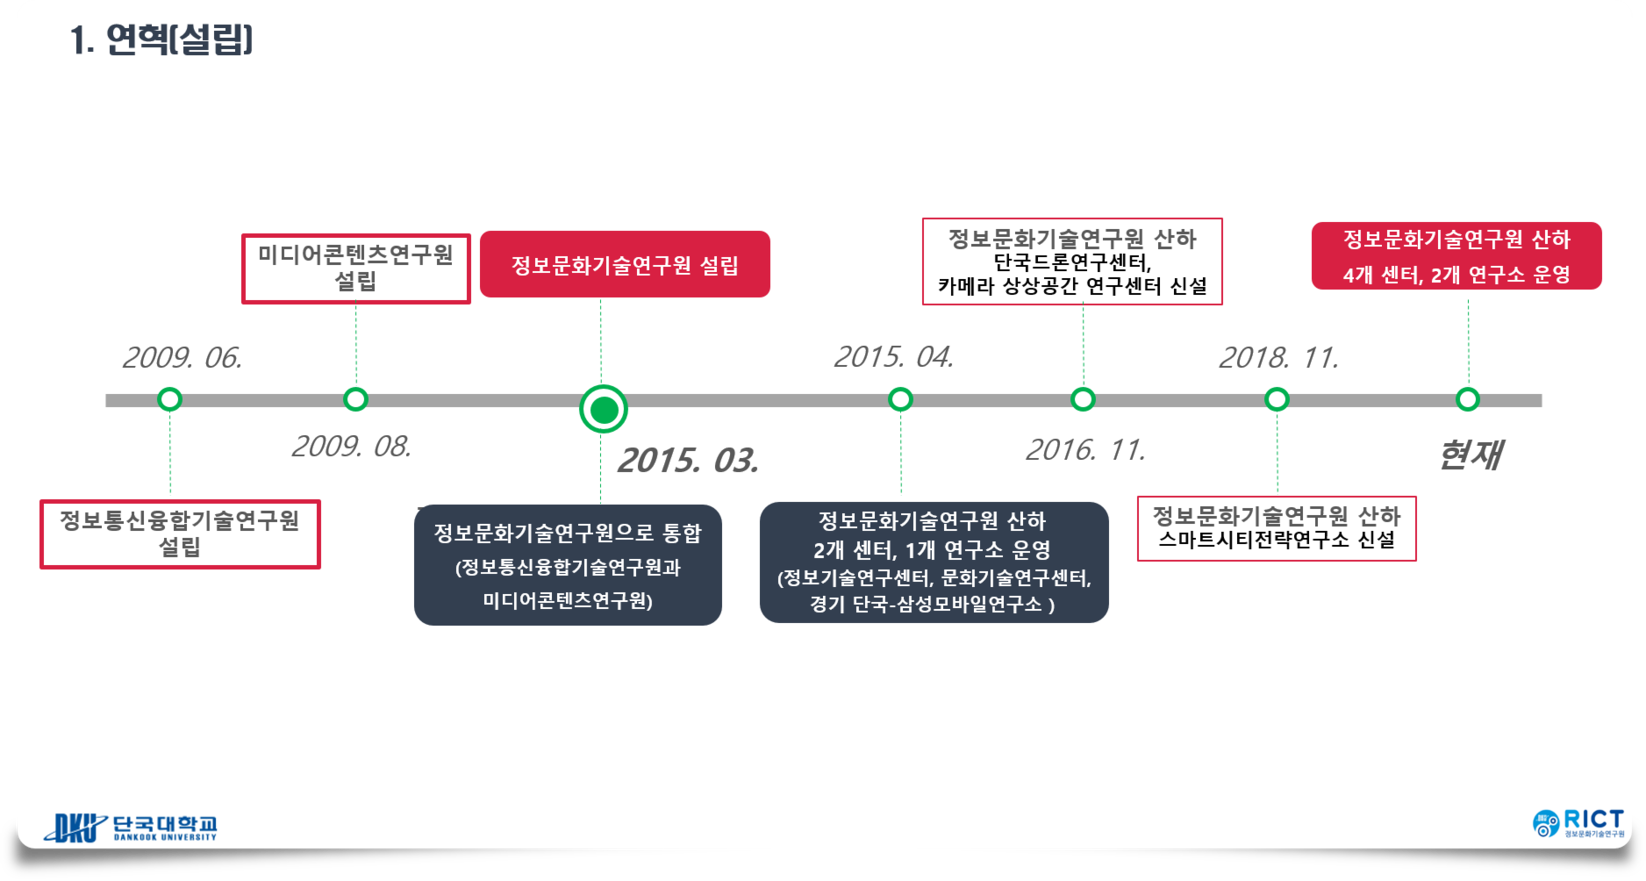 1. 연혁(설립)
미디어콘텐츠연구원
설립
정보문화기술연구원 설립
정보문화기술연구원 산하
단국드론연구센터,
카메라 상상공간 연구센터 신설
정보문화기술연구원 산하
4개 센터, 2개 연구소 운영
2009. 06.
2015. 04.
2018. 11.
2009. 08.
2015. 03.
2016. 11.
현재
정보통신융합기술연구원
설립
정보문화기술연구원으로 통합
(정보통신융합기술연구원과
미디어콘텐츠연구원)
정보문화기술연구원 산하
2개 센터, 1개 연구소 운영
(정보기술연구센터, 문화기술연구센터,
경기 단국-삼성모바일연구소 )
정보문화기술연구원 산하
스마트시티전략연구소 신설
DKU 단국대학교
DANKOOK UNIVERSITY
RICT
정보문화기술연구원